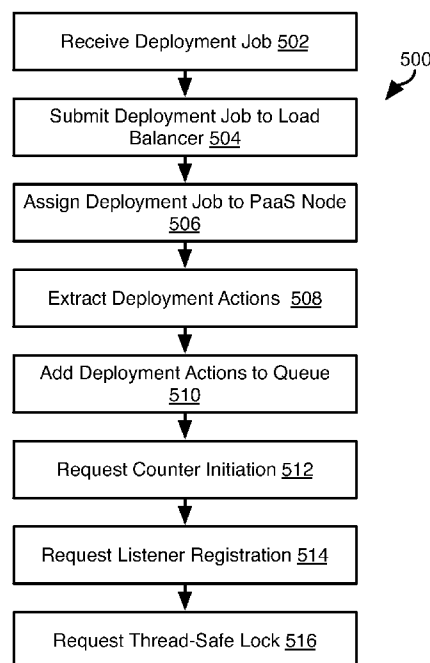 Receive Deployment Job 502
500
Submit Deployment Job to Load
Balancer 504
Assign Deployment Job to PaaS Node
506
Extract Deployment Actions 508
Add Deployment Actions to Queue
510
Request Counter Initiation 512
Request Listener Registration 514
Request Thread-Safe Lock 516